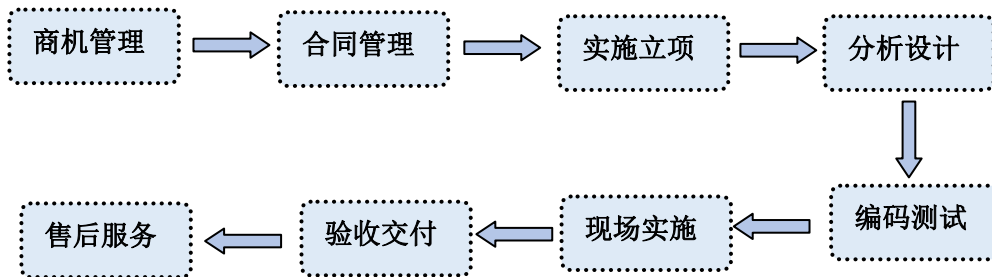 商机管理
合同管理
实施立项
分析设计
编码测试
现场实施
验收交付
售后服务